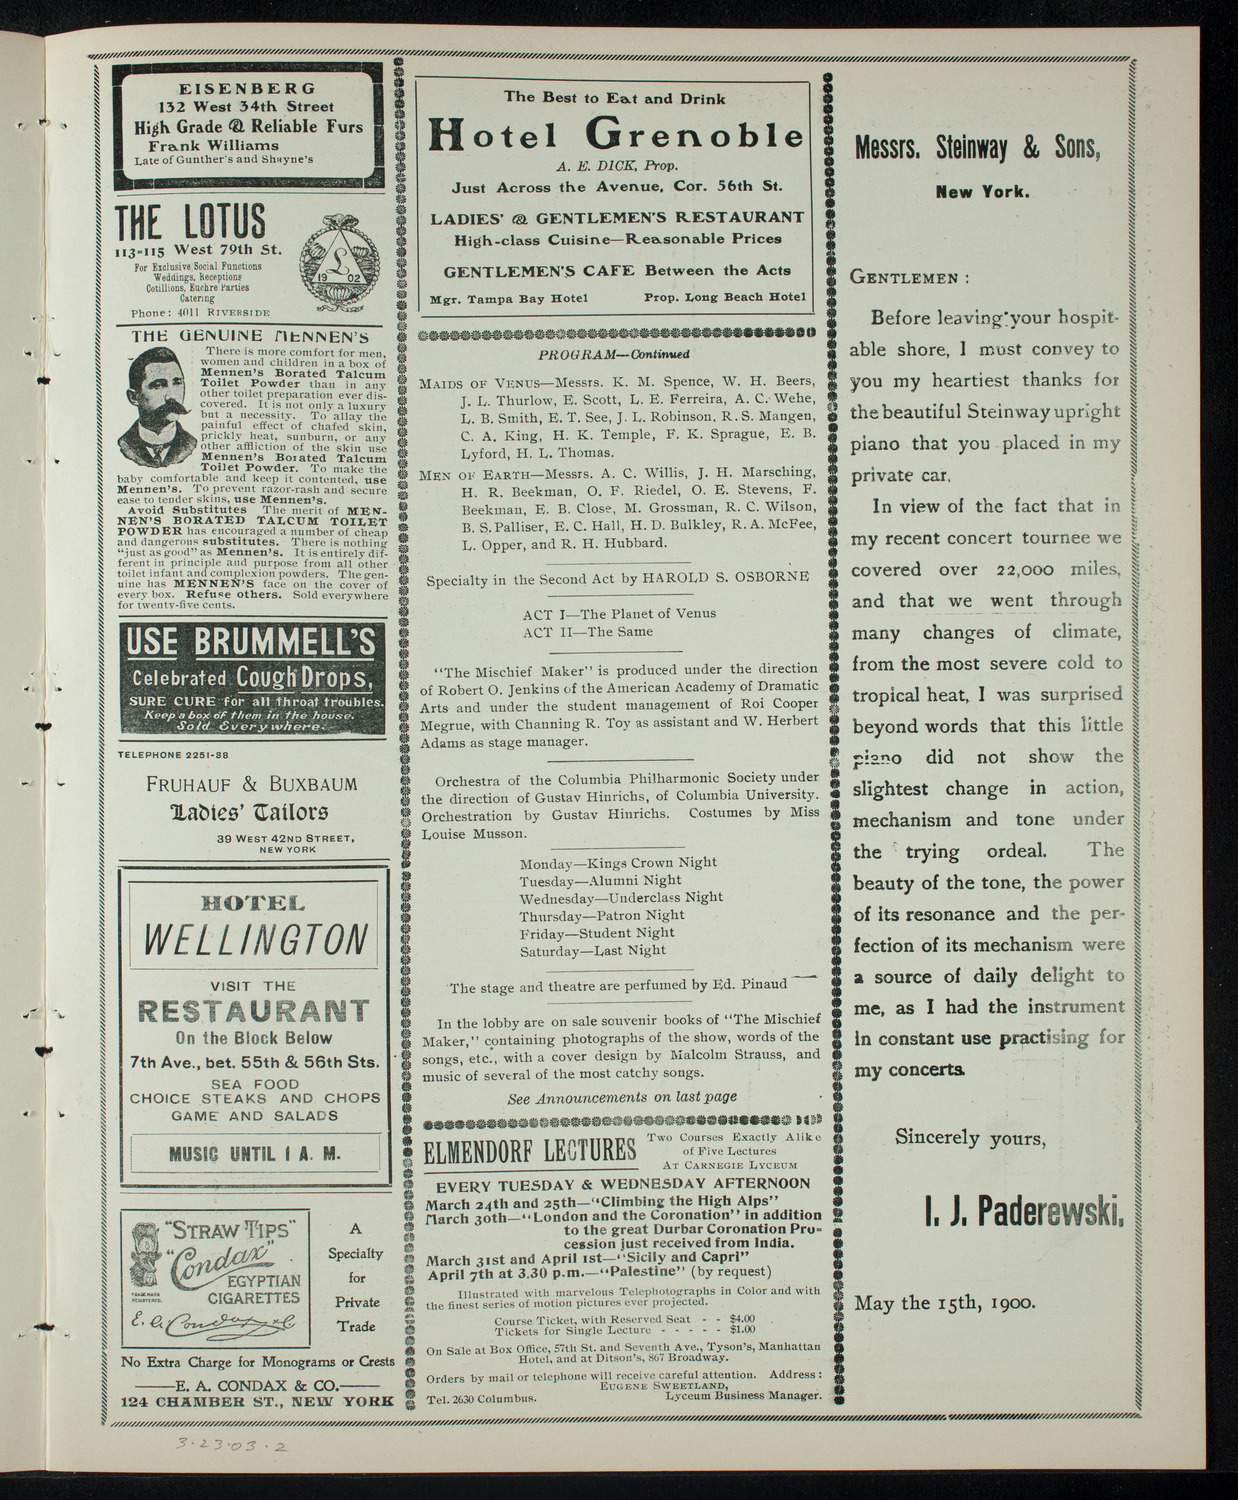 EISENBERG
132 West 34th Street
High Grade & Reliable Furs
Frank Williams
Late of Gunther's and Shayne's
THE LOTUS
113-115 West 79th St.
For Exclusive Social Functions
Weddings, Receptions
Cotillions, Euchre Parties
Catering
Phone: 4011 RIVERSIDE
L
19 02
THE GENUINE MENNEN'S
There is more comfort for men,
women and children in a box of
Mennen's Borated Talcum
Toilet Powder than in any
other toilet preparation ever dis-
covered. It is not only a luxury
but a necessity. To allay the
painful effect of chafed skin,
prickly heat, sunburn, or any
other affliction of the skin use
Mennen's Borated Talcum
Toilet Powder. To make the
baby comfortable and keep it contented, use
Mennen's. To prevent razor-rash and secure
ease to tender skins, use Mennen's.
Avoid Substitutes The merit of MEN-
NEN'S BORATED TALCUM TOILET
POWDER has encouraged a number of cheap
and dangerous substitutes. There is nothing
"just as good" as Mennen's. It is entirely dif-
ferent in principle and purpose from all other
toilet infant and complexion powders. The gen-
uine has MENNEN'S face on the cover of
every box. Refuse others. Sold everywhere
for twenty-five cents.
USE BRUMMELL'S
Celebrated Cough Drops,
SURE CURE for all throat troubles.
Keep a box of them in the house.
Sold Everywhere.
TELEPHONE 2251-88
FRUHAUF & BUXBAUM
Ladies' Tailors
39 WEST 42ND STREET,
NEW YORK
HOTEL
WELLINGTON
VISIT THE
RESTAURANT
On the Block Below
7th Ave., bet. 55th & 56th Sts.
SEA FOOD
CHOICE STEAKS AND CHOPS
GAME AND SALADS
MUSIC UNTIL 1 A. M.
"STRAW TIPS"
"Condax"
EGYPTIAN
CIGARETTES
TRADE MARK
REGISTERED.
E. A. Condax & Co
A
Specialty
for
Private
Trade
No Extra Charge for Monograms or Crests
E. A. CONDAX & CO.
124 CHAMBER ST., NEW YORK
The Best to Eat and Drink
Hotel Grenoble
A. E. DICK, Prop.
Just Across the Avenue, Cor. 56th St.
LADIES' & GENTLEMEN'S RESTAURANT
High-class Cuisine—Reasonable Prices
GENTLEMEN'S CAFE Between the Acts
Mgr. Tampa Bay Hotel Prop. Long Beach Hotel
PROGRAM—Continued
MAIDS OF VENUS—Messrs. K. M. Spence, W. H. Beers,
J. L. Thurlow, E. Scott, L. E. Ferreira, A. C. Wehe,
L. B. Smith, E. T. See, J. L. Robinson, R. S. Mangen,
C. A. King, H. K. Temple, F. K. Sprague, E. B.
Lyford, H. L. Thomas.
MEN OF EARTH—Messrs. A. C. Willis, J. H. Marsching,
H. R. Beekman, O. F. Riedel, O. E. Stevens, F.
Beekman, E. B. Close, M. Grossman, R. C. Wilson,
B. S. Palliser, E. C. Hall, H. D. Bulkley, R. A. McFee,
L. Opper, and R. H. Hubbard.
Specialty in the Second Act by HAROLD S. OSBORNE
ACT I—The Planet of Venus
ACT II—The Same
"The Mischief Maker" is produced under the direction
of Robert O. Jenkins of the American Academy of Dramatic
Arts and under the student management of Roi Cooper
Megrue, with Channing R. Toy as assistant and W. Herbert
Adams as stage manager.
Orchestra of the Columbia Philharmonic Society under
the direction of Gustav Hinrichs, of Columbia University.
Orchestration by Gustav Hinrichs. Costumes by Miss
Louise Musson.
Monday—Kings Crown Night
Tuesday—Alumni Night
Wednesday—Underclass Night
Thursday—Patron Night
Friday—Student Night
Saturday—Last Night
The stage and theatre are perfumed by Ed. Pinaud
In the lobby are on sale souvenir books of "The Mischief
Maker," containing photographs of the show, words of the
songs, etc., with a cover design by Malcolm Strauss, and
music of several of the most catchy songs.
See Announcements on last page
ELMENDORF LECTURES
Two Courses Exactly Alike
of Five Lectures
AT CARNEGIE LYCEUM
EVERY TUESDAY & WEDNESDAY AFTERNOON
March 24th and 25th—"Climbing the High Alps"
March 30th—"London and the Coronation" in addition
to the great Durbar Coronation Pro-
cession just received from India.
March 31st and April 1st—"Sicily and Capri"
April 7th at 3.30 p.m.—"Palestine" (by request)
Illustrated with marvelous Telephotographs in Color and with
the finest series of motion pictures ever projected.
Course Ticket, with Reserved Seat - - $4.00
Tickets for Single Lecture - - - - - $1.00
On Sale at Box Office, 57th St. and Seventh Ave., Tyson's, Manhattan
Hotel, and at Ditson's, 867 Broadway.
Orders by mail or telephone will receive careful attention. Address:
EUGENE SWEETLAND,
Tel. 2630 Columbus. Lyceum Business Manager.
Messrs. Steinway & Sons,
New York.
GENTLEMEN:
Before leaving your hospit-
able shore, I must convey to
you my heartiest thanks for
the beautiful Steinway upright
piano that you placed in my
private car.
In view of the fact that in
my recent concert tournee we
covered over 22,000 miles,
and that we went through
many changes of climate,
from the most severe cold to
tropical heat, I was surprised
beyond words that this little
piano did not show the
slightest change in action,
mechanism and tone under
the trying ordeal. The
beauty of the tone, the power
of its resonance and the per-
fection of its mechanism were
a source of daily delight to
me, as I had the instrument
in constant use practising for
my concerts.
Sincerely yours,
I. J. Paderewski.
May the 15th, 1900.
3.23.03.2